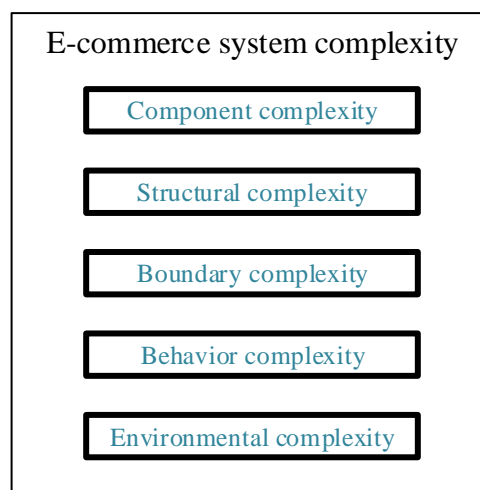 E-commerce system complexity
Component complexity
Structural complexity
Boundary complexity
Behavior complexity
Environmental complexity